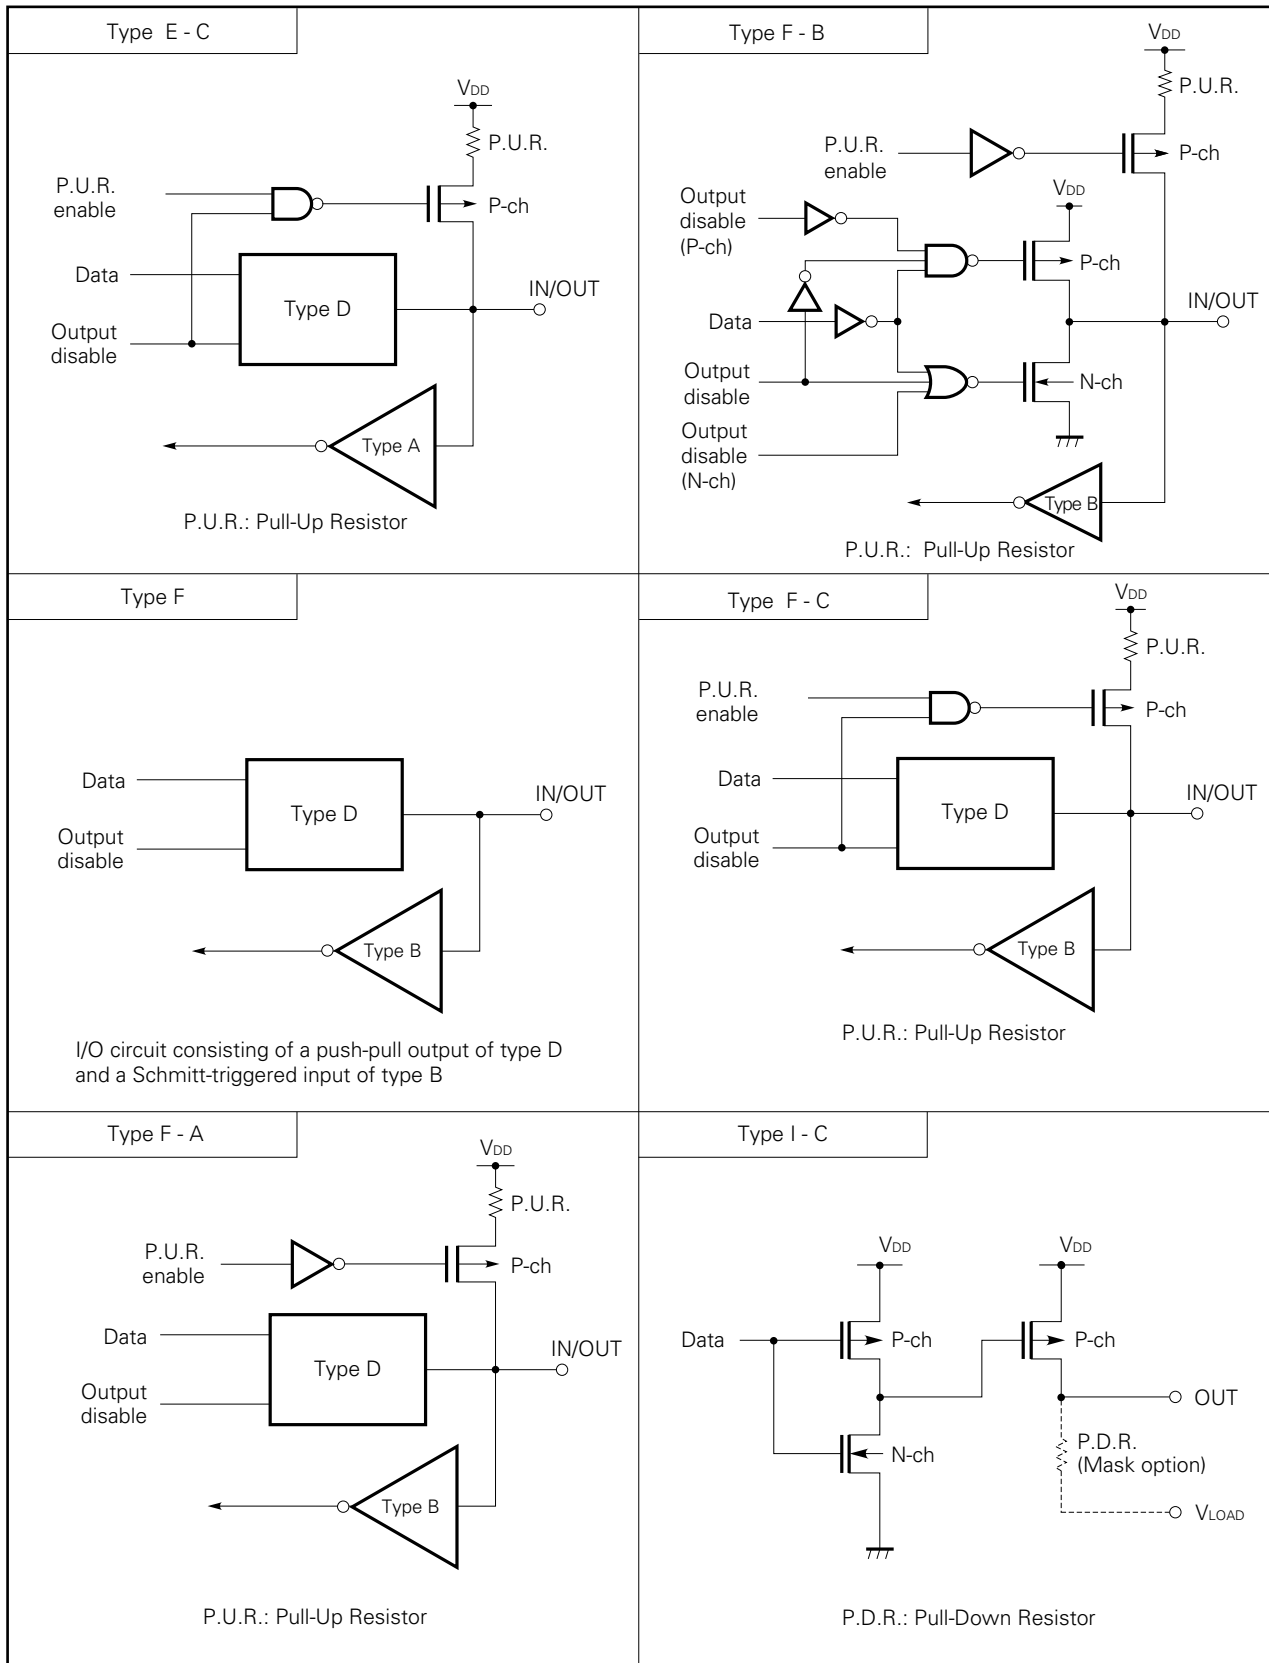 Type E - C
VDD
P.U.R.
P.U.R.
enable
P-ch
Data
Type D
IN/OUT
Output
disable
Type A
P.U.R.: Pull-Up Resistor
Type F - B
VDD
P.U.R.
P.U.R.
enable
P-ch
Output
disable
(P-ch)
VDD
P-ch
IN/OUT
Data
Output
disable
N-ch
Output
disable
(N-ch)
Type B
P.U.R.: Pull-Up Resistor
Type F
Data
Type D
IN/OUT
Output
disable
Type B
I/O circuit consisting of a push-pull output of type D
and a Schmitt-triggered input of type B
Type F - C
VDD
P.U.R.
P.U.R.
enable
P-ch
Data
Type D
IN/OUT
Output
disable
Type B
P.U.R.: Pull-Up Resistor
Type F - A
VDD
P.U.R.
P.U.R.
enable
P-ch
Data
Type D
IN/OUT
Output
disable
Type B
P.U.R.: Pull-Up Resistor
Type I - C
VDD
VDD
Data
P-ch
P-ch
OUT
N-ch
P.D.R.
(Mask option)
VLOAD
P.D.R.: Pull-Down Resistor